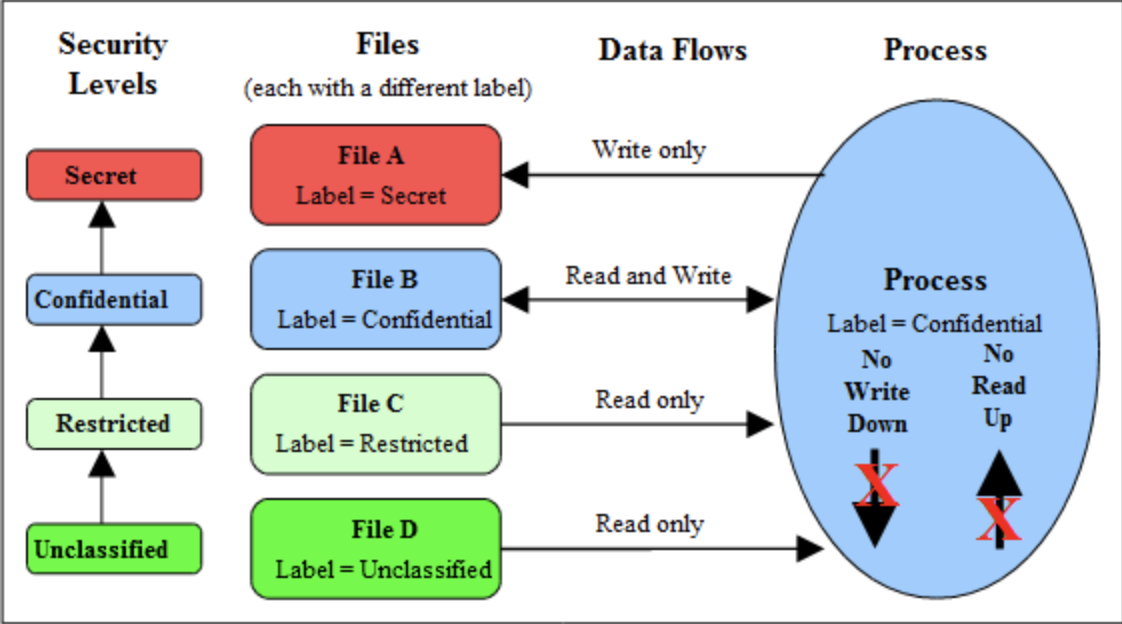 Security
Levels
Files
(each with a different label)
Data Flows
Process
Secret
Confidential
Restricted
Unclassified
File A
Label = Secret
File B
Label = Confidential
File C
Label = Restricted
File D
Label = Unclassified
Write only
Read and Write
Read only
Read only
Process
Label = Confidential
No
Write
Down
X
No
Read
Up
X